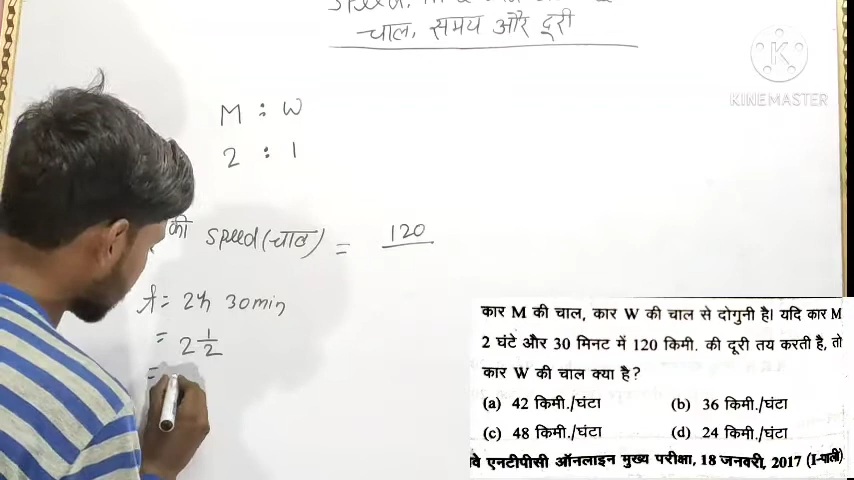 चाल, समय और दूरी
KINEMASTER
M : W
2 : 1
की speed (चाल) = 120
t = 2h 30min
= 2 1/2
=
कार M की चाल, कार W की चाल से दोगुनी है। यदि कार M
2 घंटे और 30 मिनट में 120 किमी. की दूरी तय करती है, तो
कार W की चाल क्या है?
(a) 42 किमी./घंटा (b) 36 किमी./घंटा
(c) 48 किमी./घंटा (d) 24 किमी./घंटा
वे एनटीपीसी ऑनलाइन मुख्य परीक्षा, 18 जनवरी, 2017 (I-पाली)